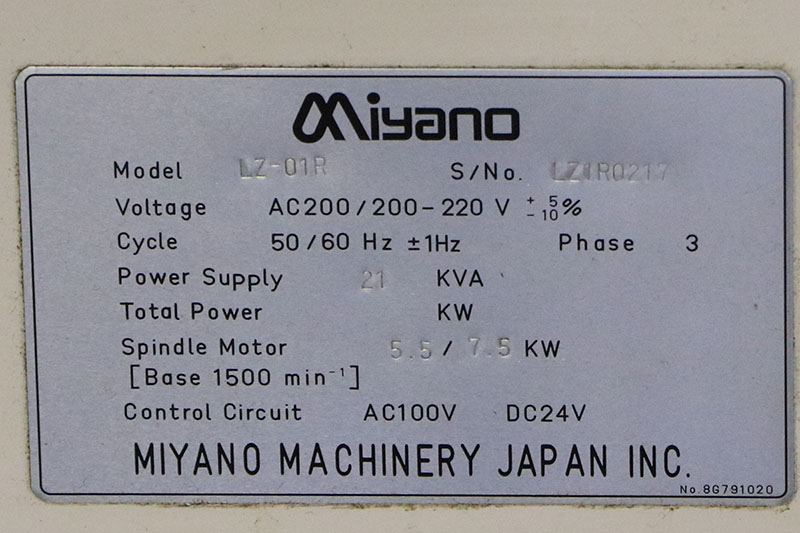 Miyano
Model LZ-01R S/No. LZ1R0217
Voltage AC200/200-220 V +5 -10%
Cycle 50/60 Hz ±1Hz Phase 3
Power Supply 21 KVA
Total Power KW
Spindle Motor 5.5/7.5 KW
[Base 1500 min⁻¹]
Control Circuit AC100V DC24V
MIYANO MACHINERY JAPAN INC.
No.8G791020